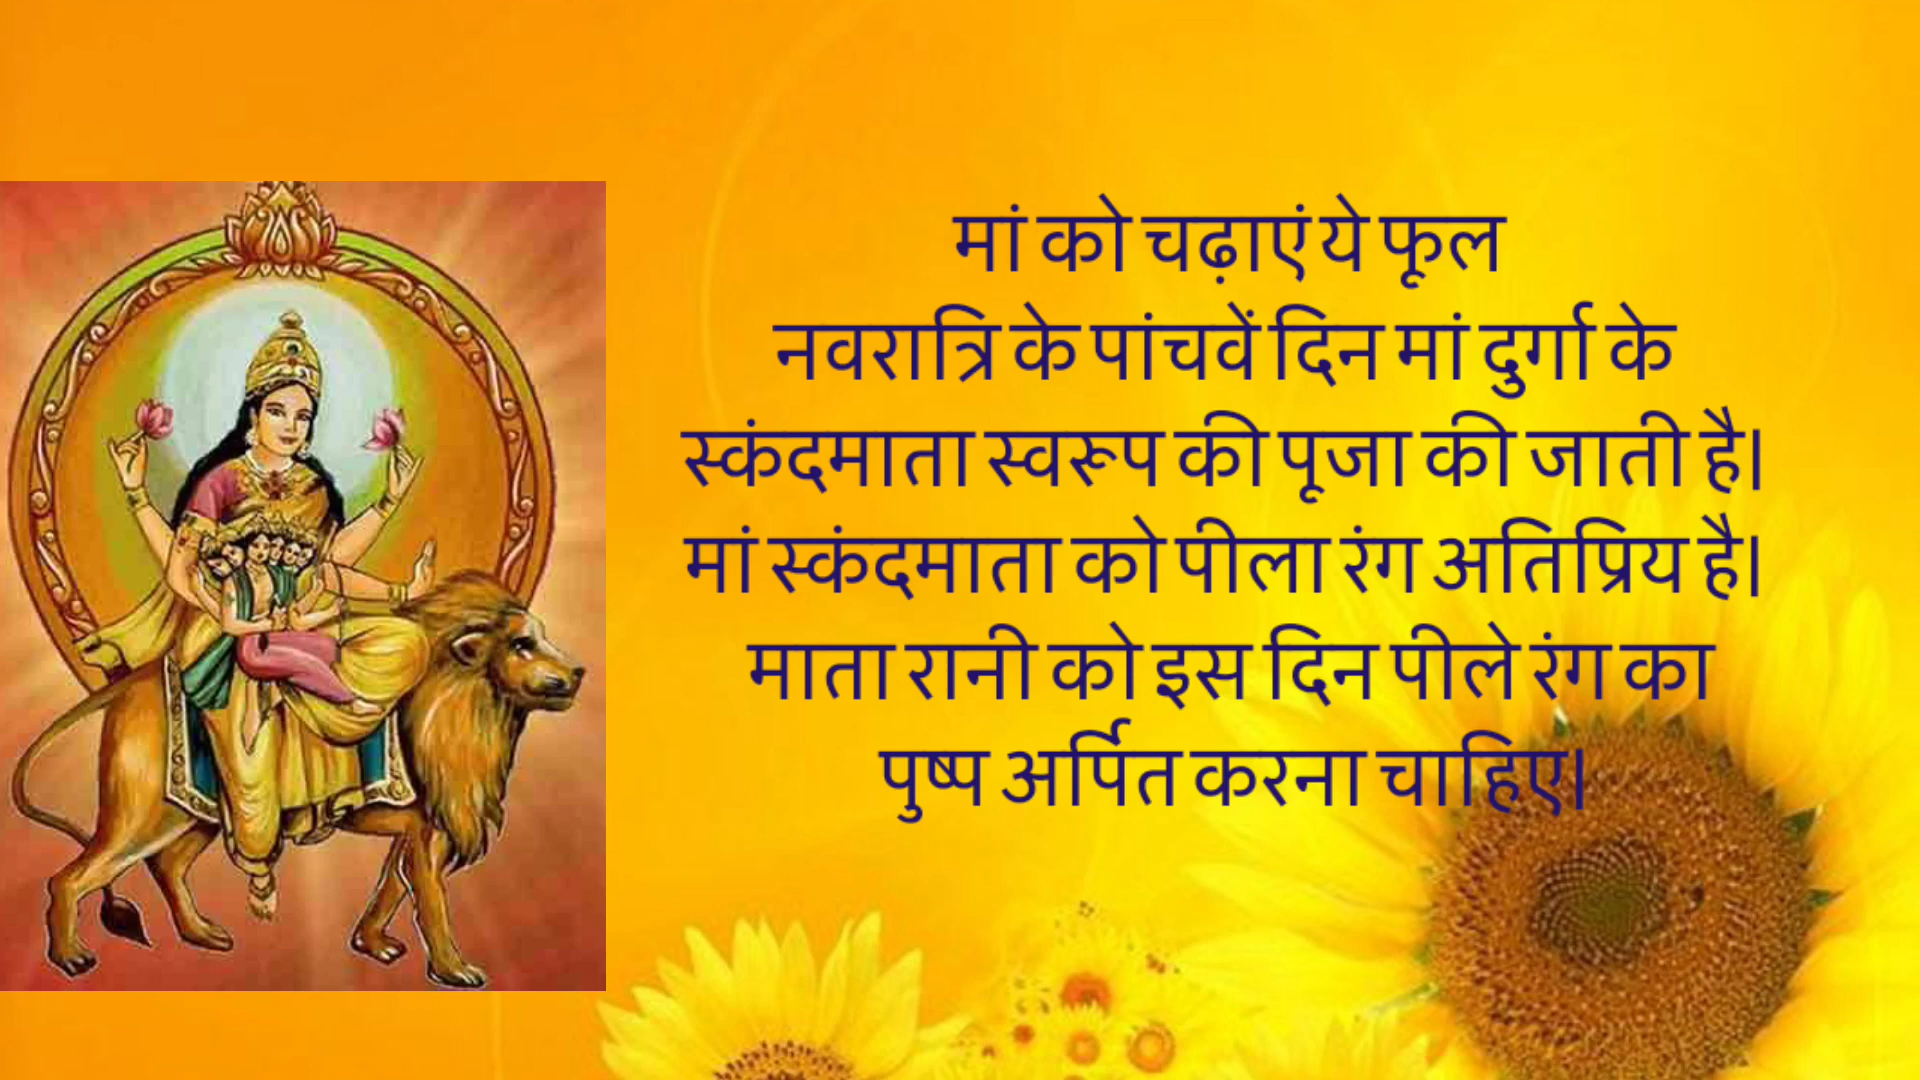 मां को चढ़ाएं ये फूल
नवरात्रि के पांचवें दिन मां दुर्गा के
स्कंदमाता स्वरूप की पूजा की जाती है।
मां स्कंदमाता को पीला रंग अतिप्रिय है।
माता रानी को इस दिन पीले रंग का
पुष्प अर्पित करना चाहिए।